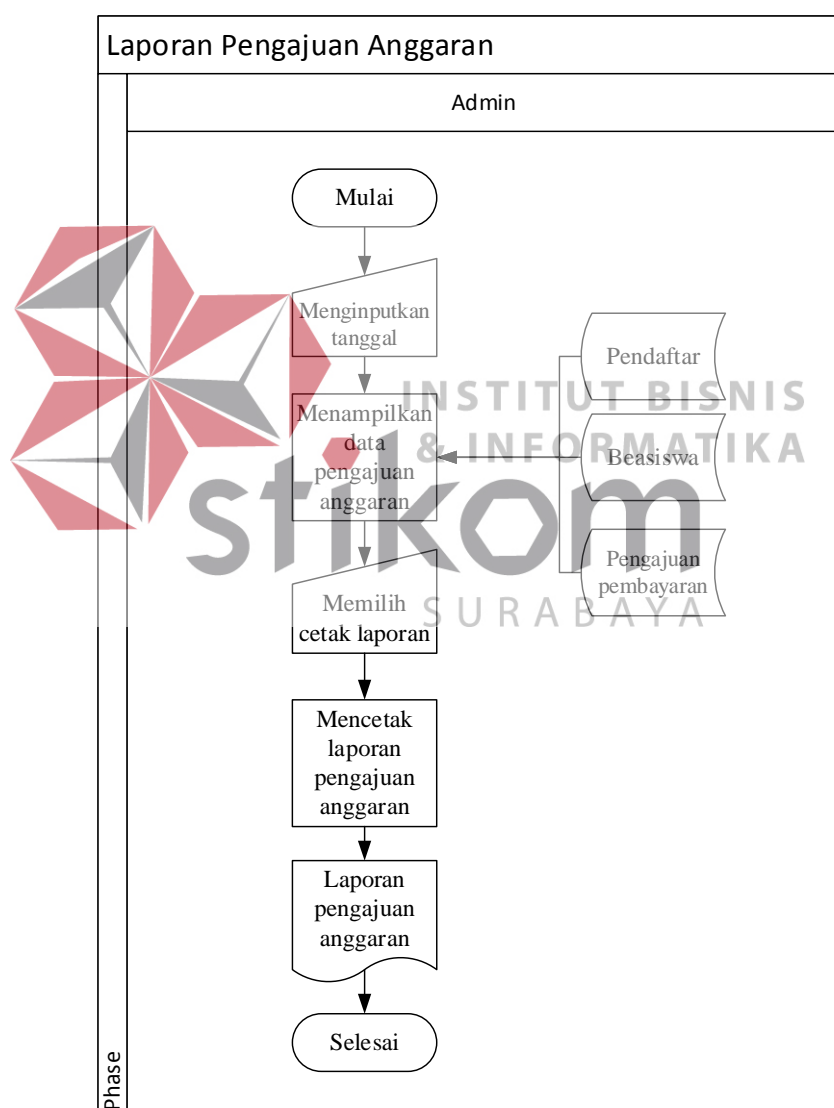 Laporan Pengajuan Anggaran
Admin
Phase
Mulai
Menginputkan
tanggal
Menampilkan
data
pengajuan
anggaran
Pendaftar
Beasiswa
Pengajuan
pembayaran
INSTITUT BISNIS
& INFORMATIKA
stikom
SURABAYA
Memilih
cetak laporan
Mencetak
laporan
pengajuan
anggaran
Laporan
pengajuan
anggaran
Selesai